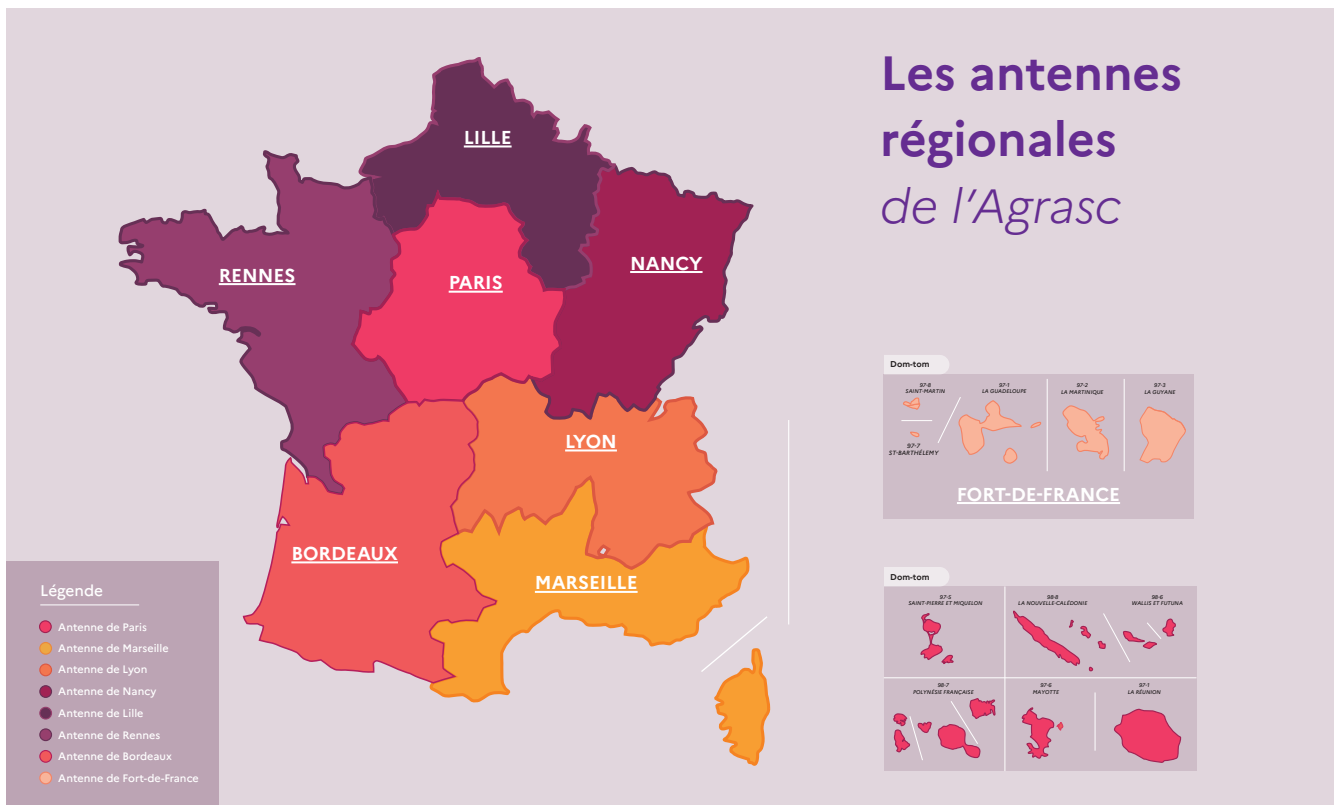 Les antennes
régionales
de l'Agrasc
LILLE
RENNES
PARIS
NANCY
LYON
BORDEAUX
MARSEILLE
Légende
Antenne de Paris
Antenne de Marseille
Antenne de Lyon
Antenne de Nancy
Antenne de Lille
Antenne de Rennes
Antenne de Bordeaux
Antenne de Fort-de-France
Dom-tom
97-8
SAINT-MARTIN
97-7
ST-BARTHÉLEMY
97-1
LA GUADELOUPE
97-2
LA MARTINIQUE
97-3
LA GUYANE
FORT-DE-FRANCE
Dom-tom
97-5
SAINT-PIERRE ET MIQUELON
98-8
LA NOUVELLE-CALÉDONIE
98-6
WALLIS ET FUTUNA
98-7
POLYNÉSIE FRANÇAISE
97-6
MAYOTTE
97-1
LA RÉUNION